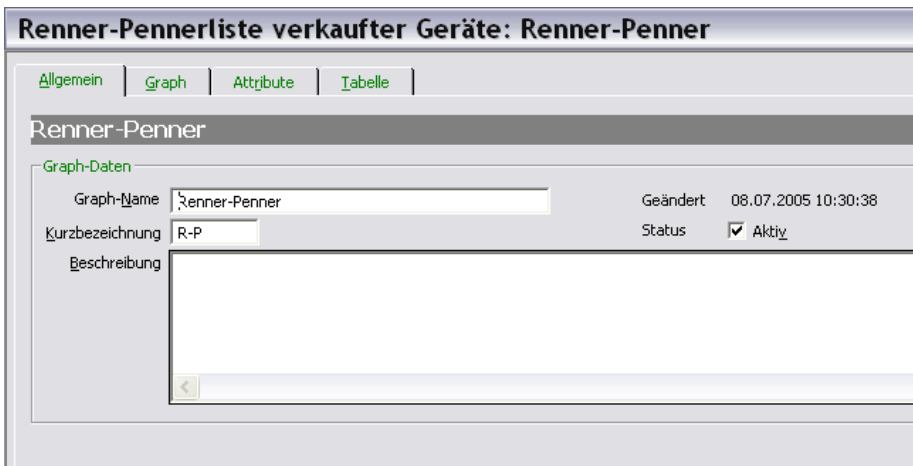 Renner-Pennerliste verkaufter Geräte: Renner-Penner
Allgemein Graph Attribute Tabelle
Renner-Penner
Graph-Daten
Graph-Name Renner-Penner Geändert 08.07.2005 10:30:38
Kurzbezeichnung R-P Status Aktiv
Beschreibung